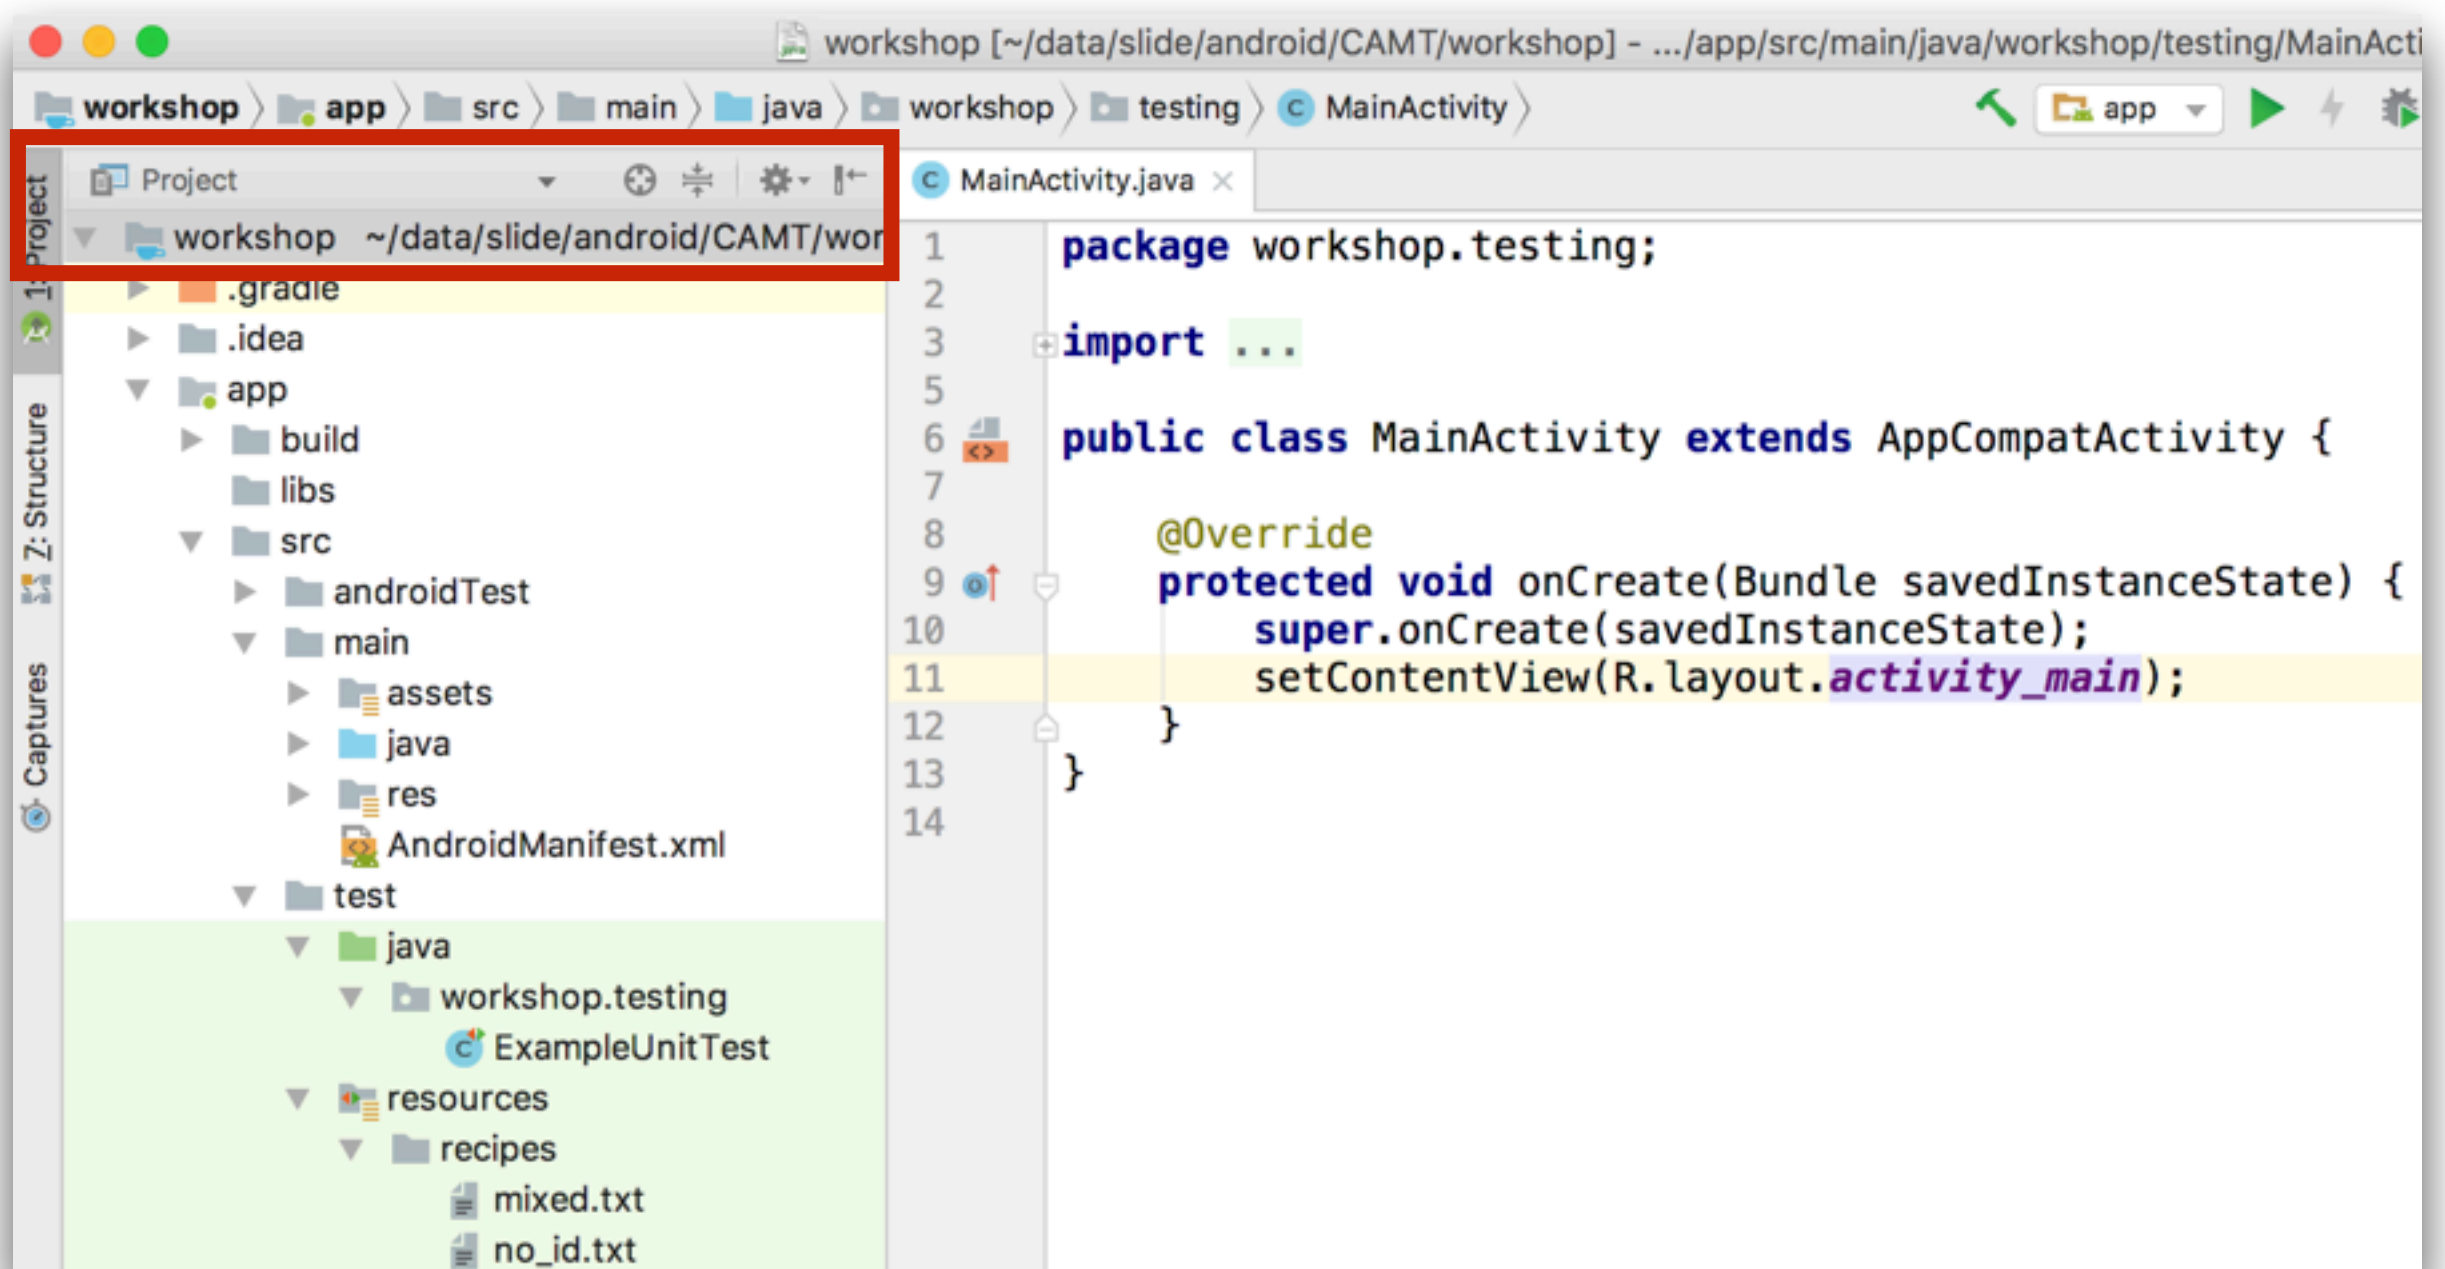 workshop [~/data/slide/android/CAMT/workshop] - .../app/src/main/java/workshop/testing/MainActi
workshop app src main java workshop testing MainActivity app
1: Project
Z: Structure
Captures
Project
workshop ~/data/slide/android/CAMT/wor
.gradle
.idea
app
build
libs
src
androidTest
main
assets
java
res
AndroidManifest.xml
test
java
workshop.testing
ExampleUnitTest
resources
recipes
mixed.txt
no_id.txt
MainActivity.java
1 package workshop.testing;
2
3 import ...
5
6 public class MainActivity extends AppCompatActivity {
7
8 @Override
9 protected void onCreate(Bundle savedInstanceState) {
10 super.onCreate(savedInstanceState);
11 setContentView(R.layout.activity_main);
12 }
13 }
14